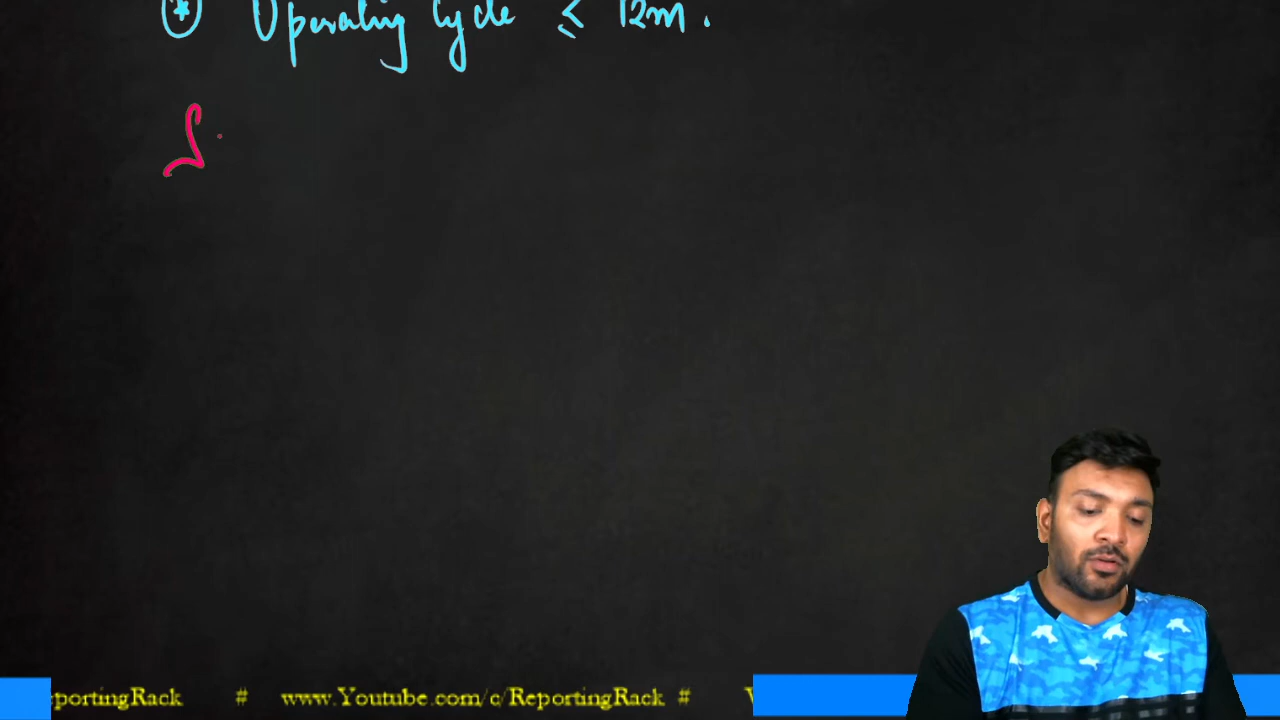 * Operating Cycle ≤ 12m.
S
portingRack # www.Youtube.com/c/ReportingRack #